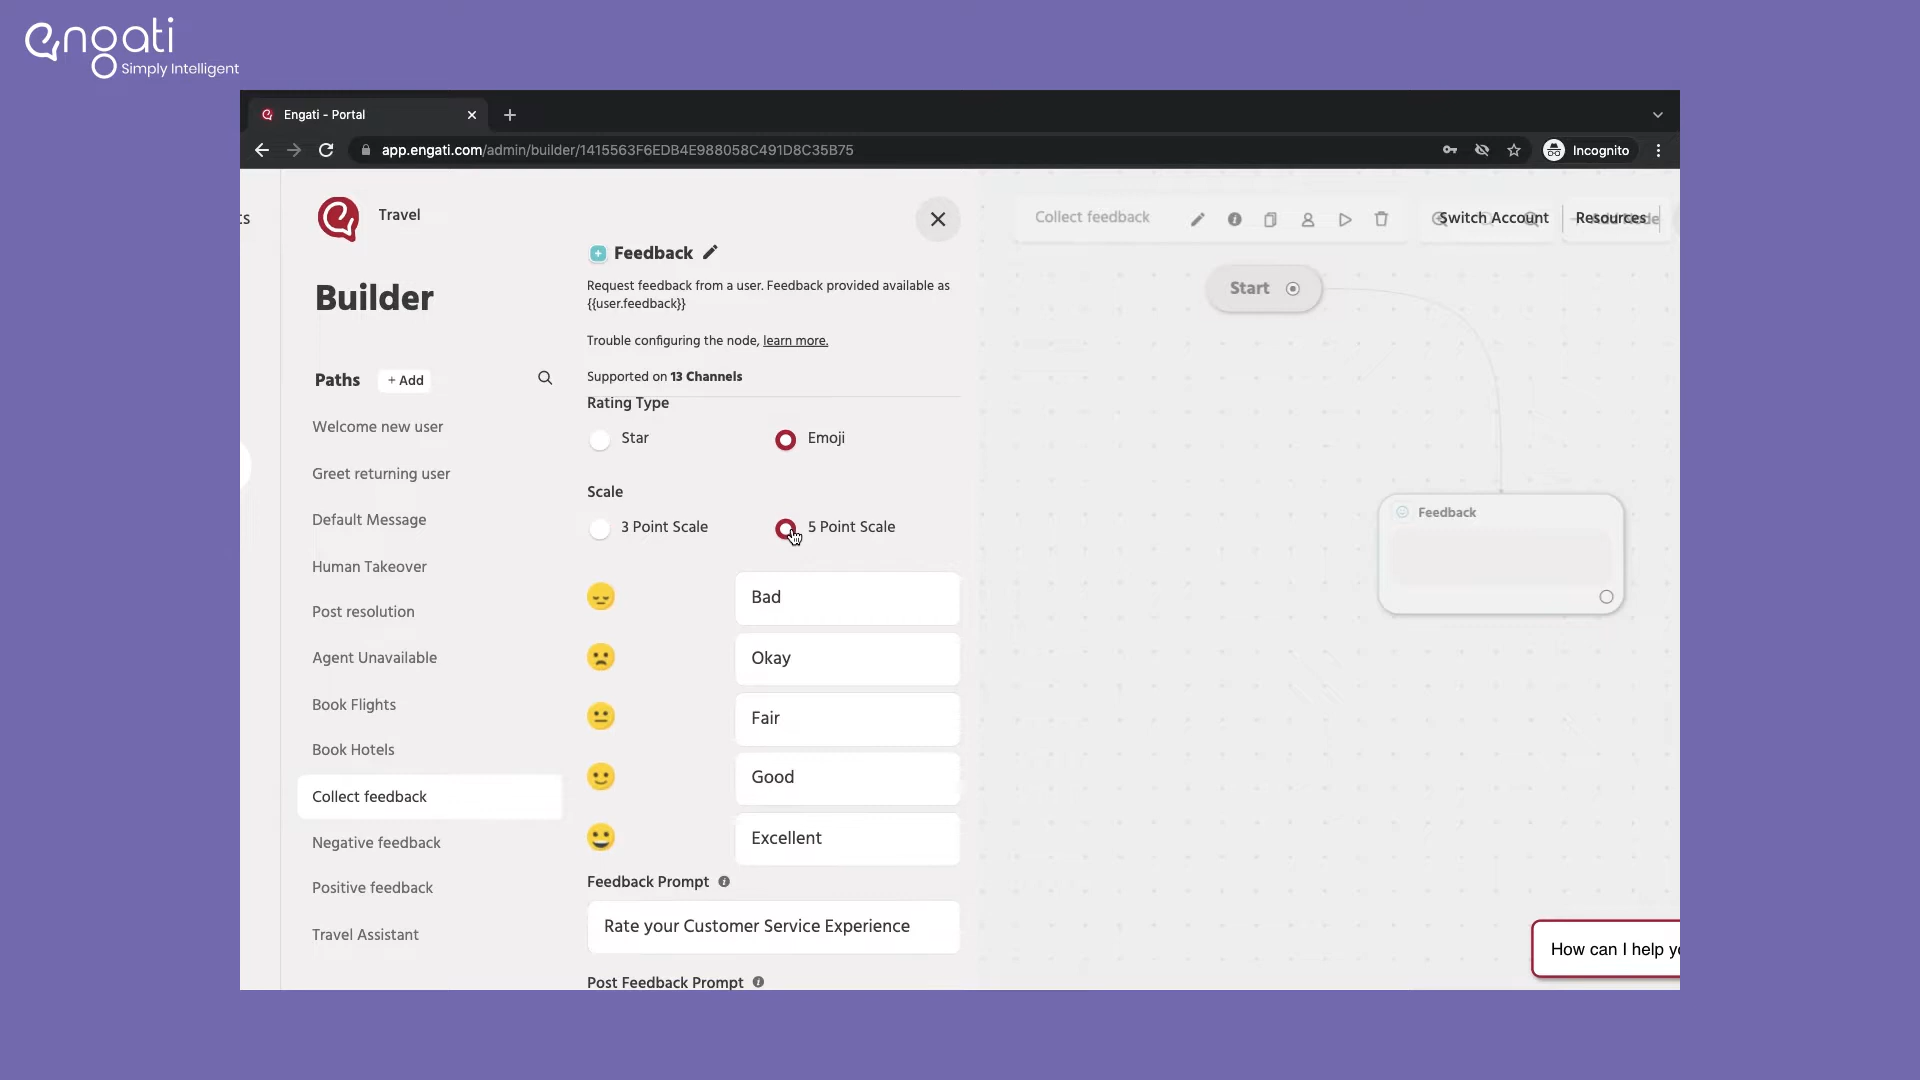 engati
Simply Intelligent
Engati - Portal
app.engati.com/admin/builder/1415563F6EDB4E988058C491D8C35B75
Incognito
ts
Travel
Builder
Paths
+ Add
Welcome new user
Greet returning user
Default Message
Human Takeover
Post resolution
Agent Unavailable
Book Flights
Book Hotels
Collect feedback
Negative feedback
Positive feedback
Travel Assistant
Feedback
Request feedback from a user. Feedback provided available as
{{user.feedback}}
Trouble configuring the node, learn more.
Supported on 13 Channels
Rating Type
Star
Emoji
Scale
3 Point Scale
5 Point Scale
Bad
Okay
Fair
Good
Excellent
Feedback Prompt
Rate your Customer Service Experience
Post Feedback Prompt
Collect feedback
Switch Account
Resources
Start
Feedback
How can I help y